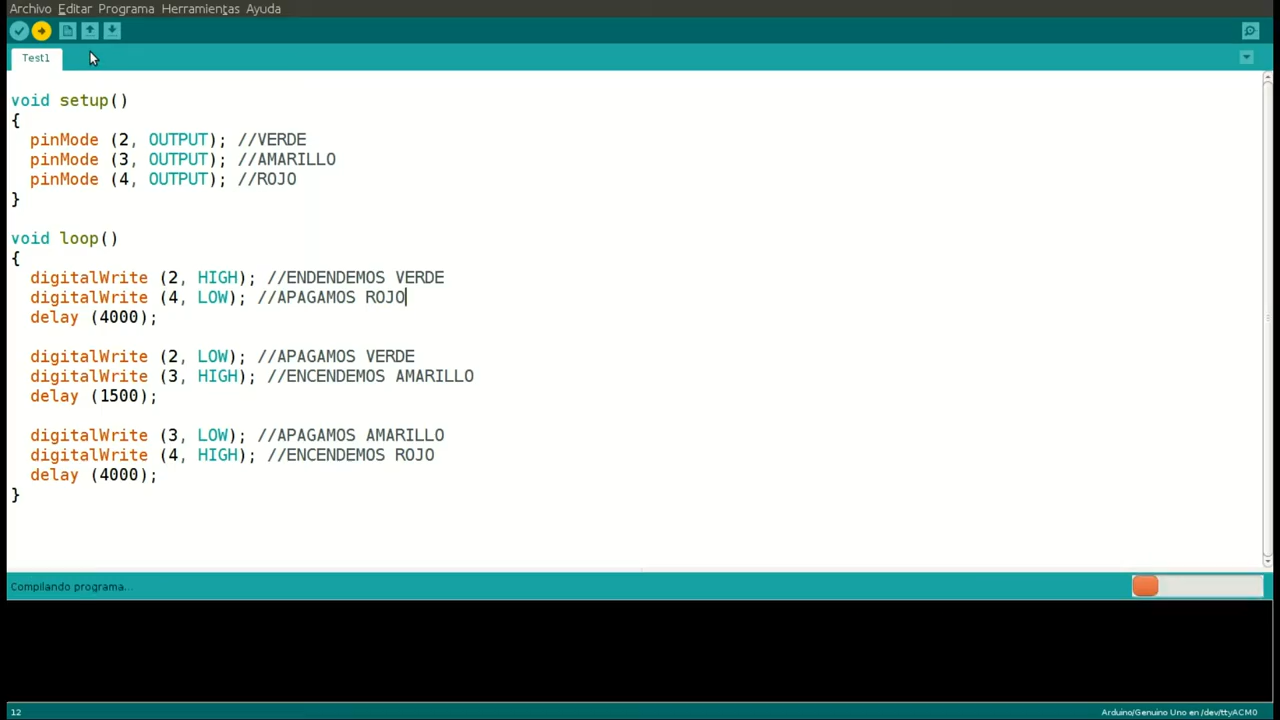 Archivo Editar Programa Herramientas Ayuda
Test1
void setup()
{
pinMode (2, OUTPUT); //VERDE
pinMode (3, OUTPUT); //AMARILLO
pinMode (4, OUTPUT); //ROJO
}
void loop()
{
digitalWrite (2, HIGH); //ENDENDEMOS VERDE
digitalWrite (4, LOW); //APAGAMOS ROJO
delay (4000);
digitalWrite (2, LOW); //APAGAMOS VERDE
digitalWrite (3, HIGH); //ENCENDEMOS AMARILLO
delay (1500);
digitalWrite (3, LOW); //APAGAMOS AMARILLO
digitalWrite (4, HIGH); //ENCENDEMOS ROJO
delay (4000);
}
Compilando programa...
12 Arduino/Genuino Uno en /dev/ttyACM0